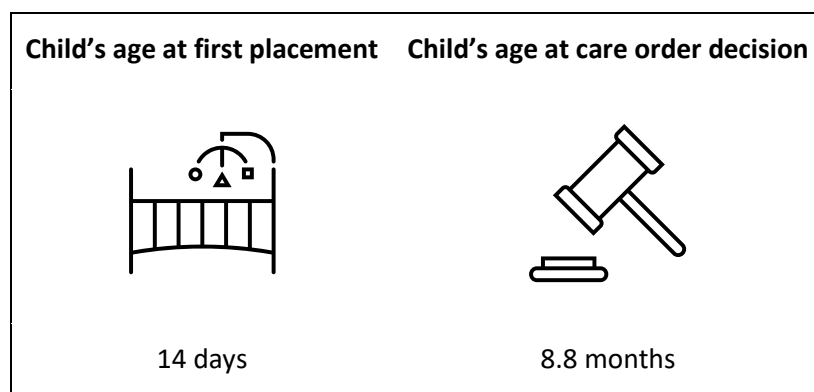 Child’s age at first placement
Child’s age at care order decision
14 days
8.8 months